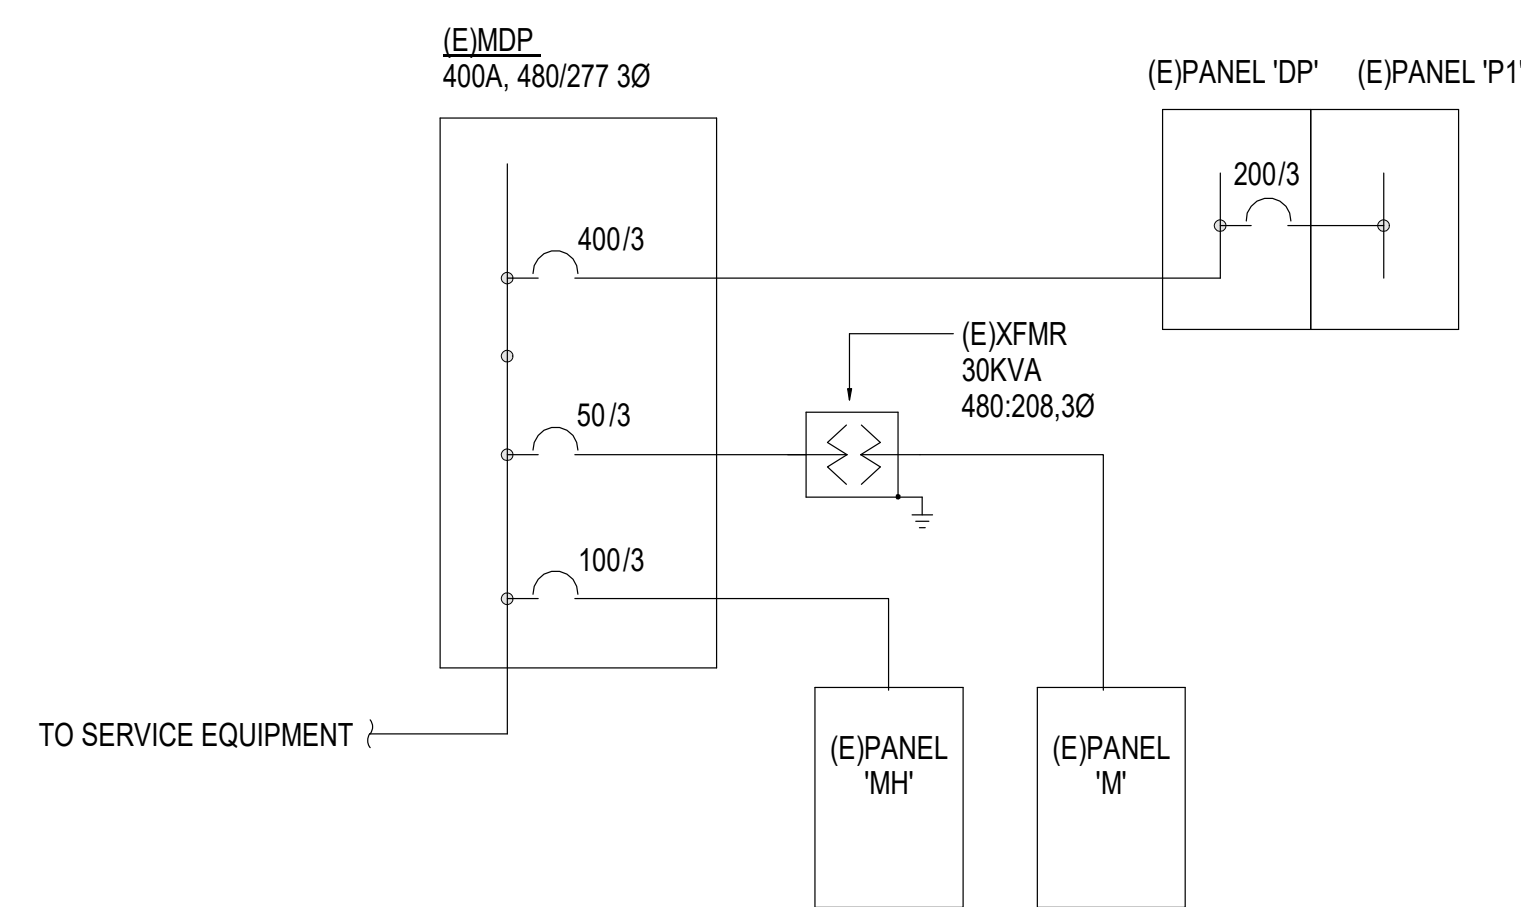 (E)MDP
400A, 480/277 3Ø
(E)PANEL 'DP'
(E)PANEL 'P1'
200/3
400/3
(E)XFMR
30KVA
480:208,3Ø
50/3
100/3
TO SERVICE EQUIPMENT
(E)PANEL
'MH'
(E)PANEL
'M'